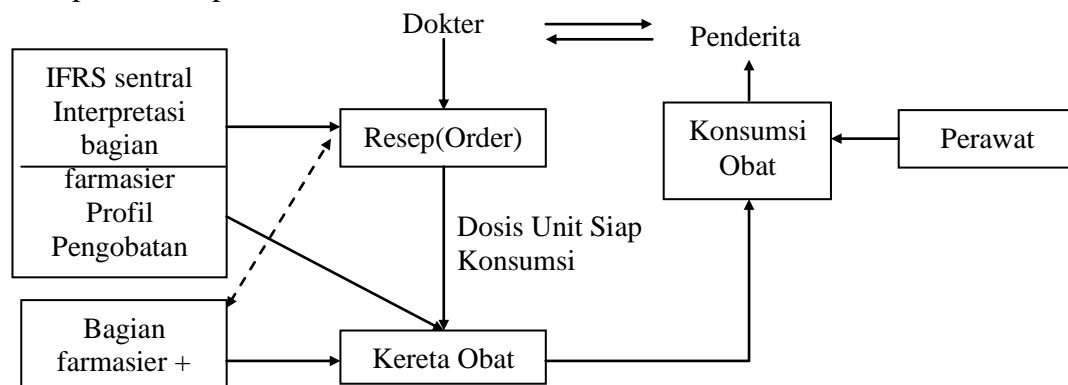 Dokter
Penderita
IFRS sentral
Interpretasi
bagian
farmasier
Profil
Pengobatan
Resep(Order)
Konsumsi
Obat
Perawat
Dosis Unit Siap
Konsumsi
Bagian
farmasier +
Kereta Obat